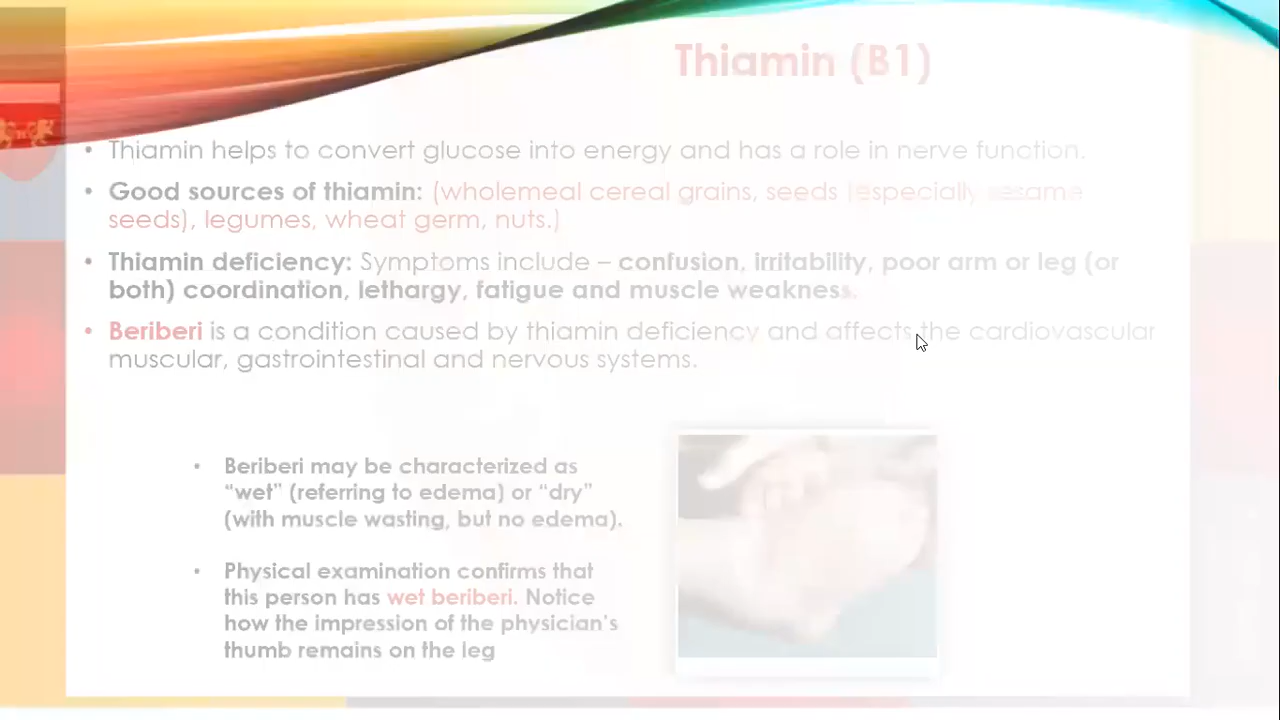 Thiamin (B1)
• Thiamin helps to convert glucose into energy and has a role in nerve function.
• Good sources of thiamin: (wholemeal cereal grains, seeds (especially sesame
seeds), legumes, wheat germ, nuts.)
• Thiamin deficiency: Symptoms include – confusion, irritability, poor arm or leg (or
both) coordination, lethargy, fatigue and muscle weakness.
• Beriberi is a condition caused by thiamin deficiency and affects the cardiovascular
muscular, gastrointestinal and nervous systems.
• Beriberi may be characterized as
“wet” (referring to edema) or “dry”
(with muscle wasting, but no edema).
• Physical examination confirms that
this person has wet beriberi. Notice
how the impression of the physician's
thumb remains on the leg